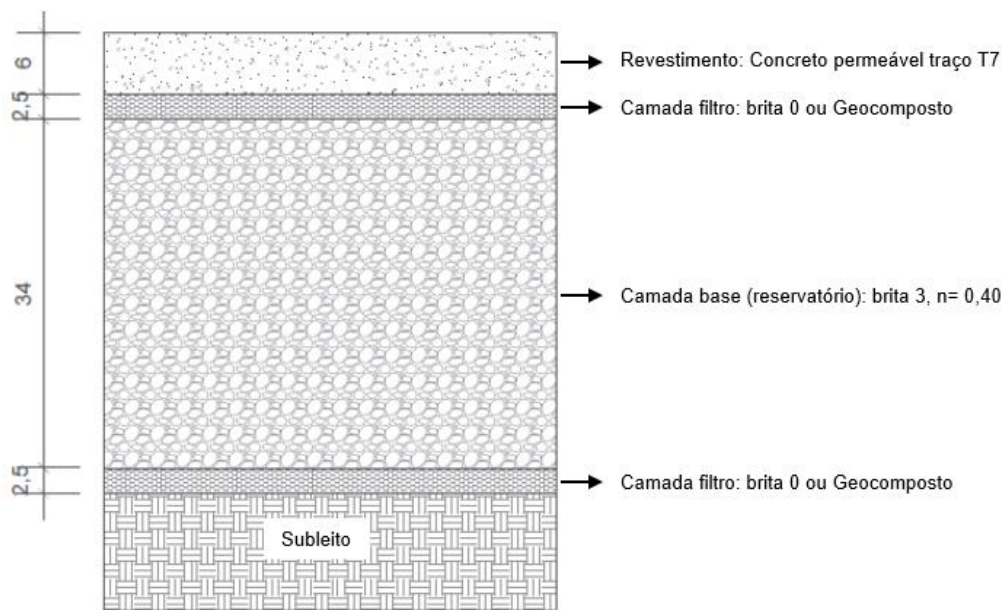 6
Revestimento: Concreto permeável traço T7
2,5
Camada filtro: brita 0 ou Geocomposto
34
Camada base (reservatório): brita 3, n= 0,40
2,5
Camada filtro: brita 0 ou Geocomposto
Subleito